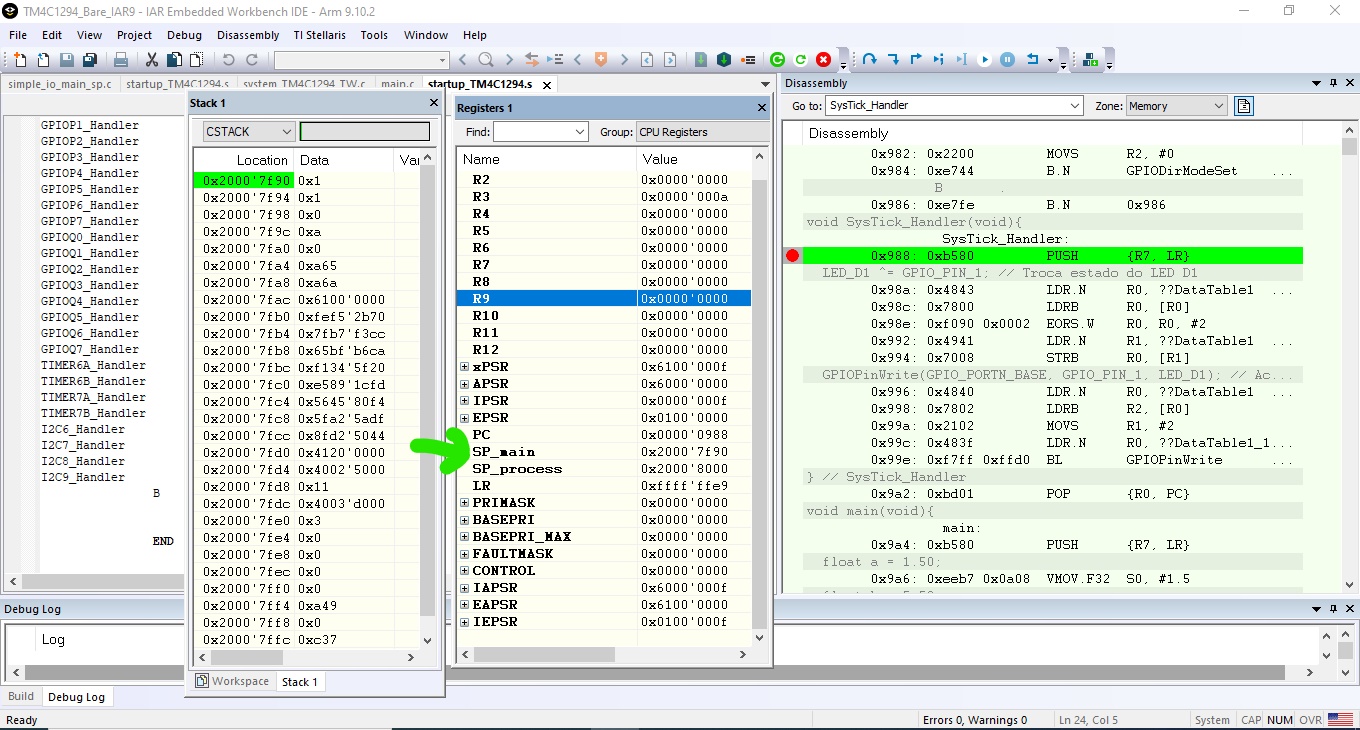 TM4C1294_Bare_IAR9 - IAR Embedded Workbench IDE - Arm 9.10.2
File Edit View Project Debug Disassembly TI Stellaris Tools Window Help
simple_io_main_sp.c startup_TM4C1294.s system_TM4C1294_TW.c main.c startup_TM4C1294.s
GPIOP1_Handler
GPIOP2_Handler
GPIOP3_Handler
GPIOP4_Handler
GPIOP5_Handler
GPIOP6_Handler
GPIOP7_Handler
GPIOQ0_Handler
GPIOQ1_Handler
GPIOQ2_Handler
GPIOQ3_Handler
GPIOQ4_Handler
GPIOQ5_Handler
GPIOQ6_Handler
GPIOQ7_Handler
TIMER6A_Handler
TIMER6B_Handler
TIMER7A_Handler
TIMER7B_Handler
I2C6_Handler
I2C7_Handler
I2C8_Handler
I2C9_Handler
B
END
Stack 1
CSTACK
Location Data
0x2000'7f90 0x1
0x2000'7f94 0x1
0x2000'7f98 0x0
0x2000'7f9c 0xa
0x2000'7fa0 0x0
0x2000'7fa4 0xa65
0x2000'7fa8 0xa6a
0x2000'7fac 0x6100'0000
0x2000'7fb0 0xfef5'2b70
0x2000'7fb4 0x7fb7'f3cc
0x2000'7fb8 0x65bf'b6ca
0x2000'7fbc 0xf134'5f20
0x2000'7fc0 0xe589'1cfd
0x2000'7fc4 0x5645'80f4
0x2000'7fc8 0x5fa2'5adf
0x2000'7fcc 0x8fd2'5044
0x2000'7fd0 0x4120'0000
0x2000'7fd4 0x4002'5000
0x2000'7fd8 0x11
0x2000'7fdc 0x4003'd000
0x2000'7fe0 0x3
0x2000'7fe4 0x0
0x2000'7fe8 0x0
0x2000'7fec 0x0
0x2000'7ff0 0x0
0x2000'7ff4 0xa49
0x2000'7ff8 0x0
0x2000'7ffc 0xc37
Workspace Stack 1
Registers 1
Find: Group: CPU Registers
Name Value
R2 0x0000'0000
R3 0x0000'000a
R4 0x0000'0000
R5 0x0000'0000
R6 0x0000'0000
R7 0x0000'0000
R8 0x0000'0000
R9 0x0000'0000
R10 0x0000'0000
R11 0x0000'0000
R12 0x0000'0000
xPSR 0x6100'000f
APSR 0x6000'0000
IPSR 0x0000'000f
EPSR 0x0100'0000
PC 0x0000'0988
SP_main 0x2000'7f90
SP_process 0x2000'8000
LR 0xffff'ffe9
PRIMASK 0x0000'0000
BASEPRI 0x0000'0000
BASEPRI_MAX 0x0000'0000
FAULTMASK 0x0000'0000
CONTROL 0x0000'0000
IAPSR 0x6000'000f
EAPSR 0x6100'0000
IEPSR 0x0100'000f
Disassembly
Go to: SysTick_Handler Zone: Memory
Disassembly
0x982: 0x2200 MOVS R2, #0
0x984: 0xe744 B.N GPIODirModeSet ...
B .
0x986: 0xe7fe B.N 0x986
void SysTick_Handler(void){
SysTick_Handler:
0x988: 0xb580 PUSH {R7, LR}
LED_D1 ^= GPIO_PIN_1; // Troca estado do LED D1
0x98a: 0x4843 LDR.N R0, ??DataTable1 ...
0x98c: 0x7800 LDRB R0, [R0]
0x98e: 0xf090 0x0002 EORS.W R0, R0, #2
0x992: 0x4941 LDR.N R1, ??DataTable1 ...
0x994: 0x7008 STRB R0, [R1]
GPIOPinWrite(GPIO_PORTN_BASE, GPIO_PIN_1, LED_D1); // Ac...
0x996: 0x4840 LDR.N R0, ??DataTable1 ...
0x998: 0x7802 LDRB R2, [R0]
0x99a: 0x2102 MOVS R1, #2
0x99c: 0x483f LDR.N R0, ??DataTable1_1...
0x99e: 0xf7ff 0xffd0 BL GPIOPinWrite ...
} // SysTick_Handler
0x9a2: 0xbd01 POP {R0, PC}
void main(void){
main:
0x9a4: 0xb580 PUSH {R7, LR}
float a = 1.50;
0x9a6: 0xeeb7 0x0a08 VMOV.F32 S0, #1.5
Debug Log
Log
Build Debug Log
Ready Errors 0, Warnings 0 Ln 24, Col 5 System CAP NUM OVR